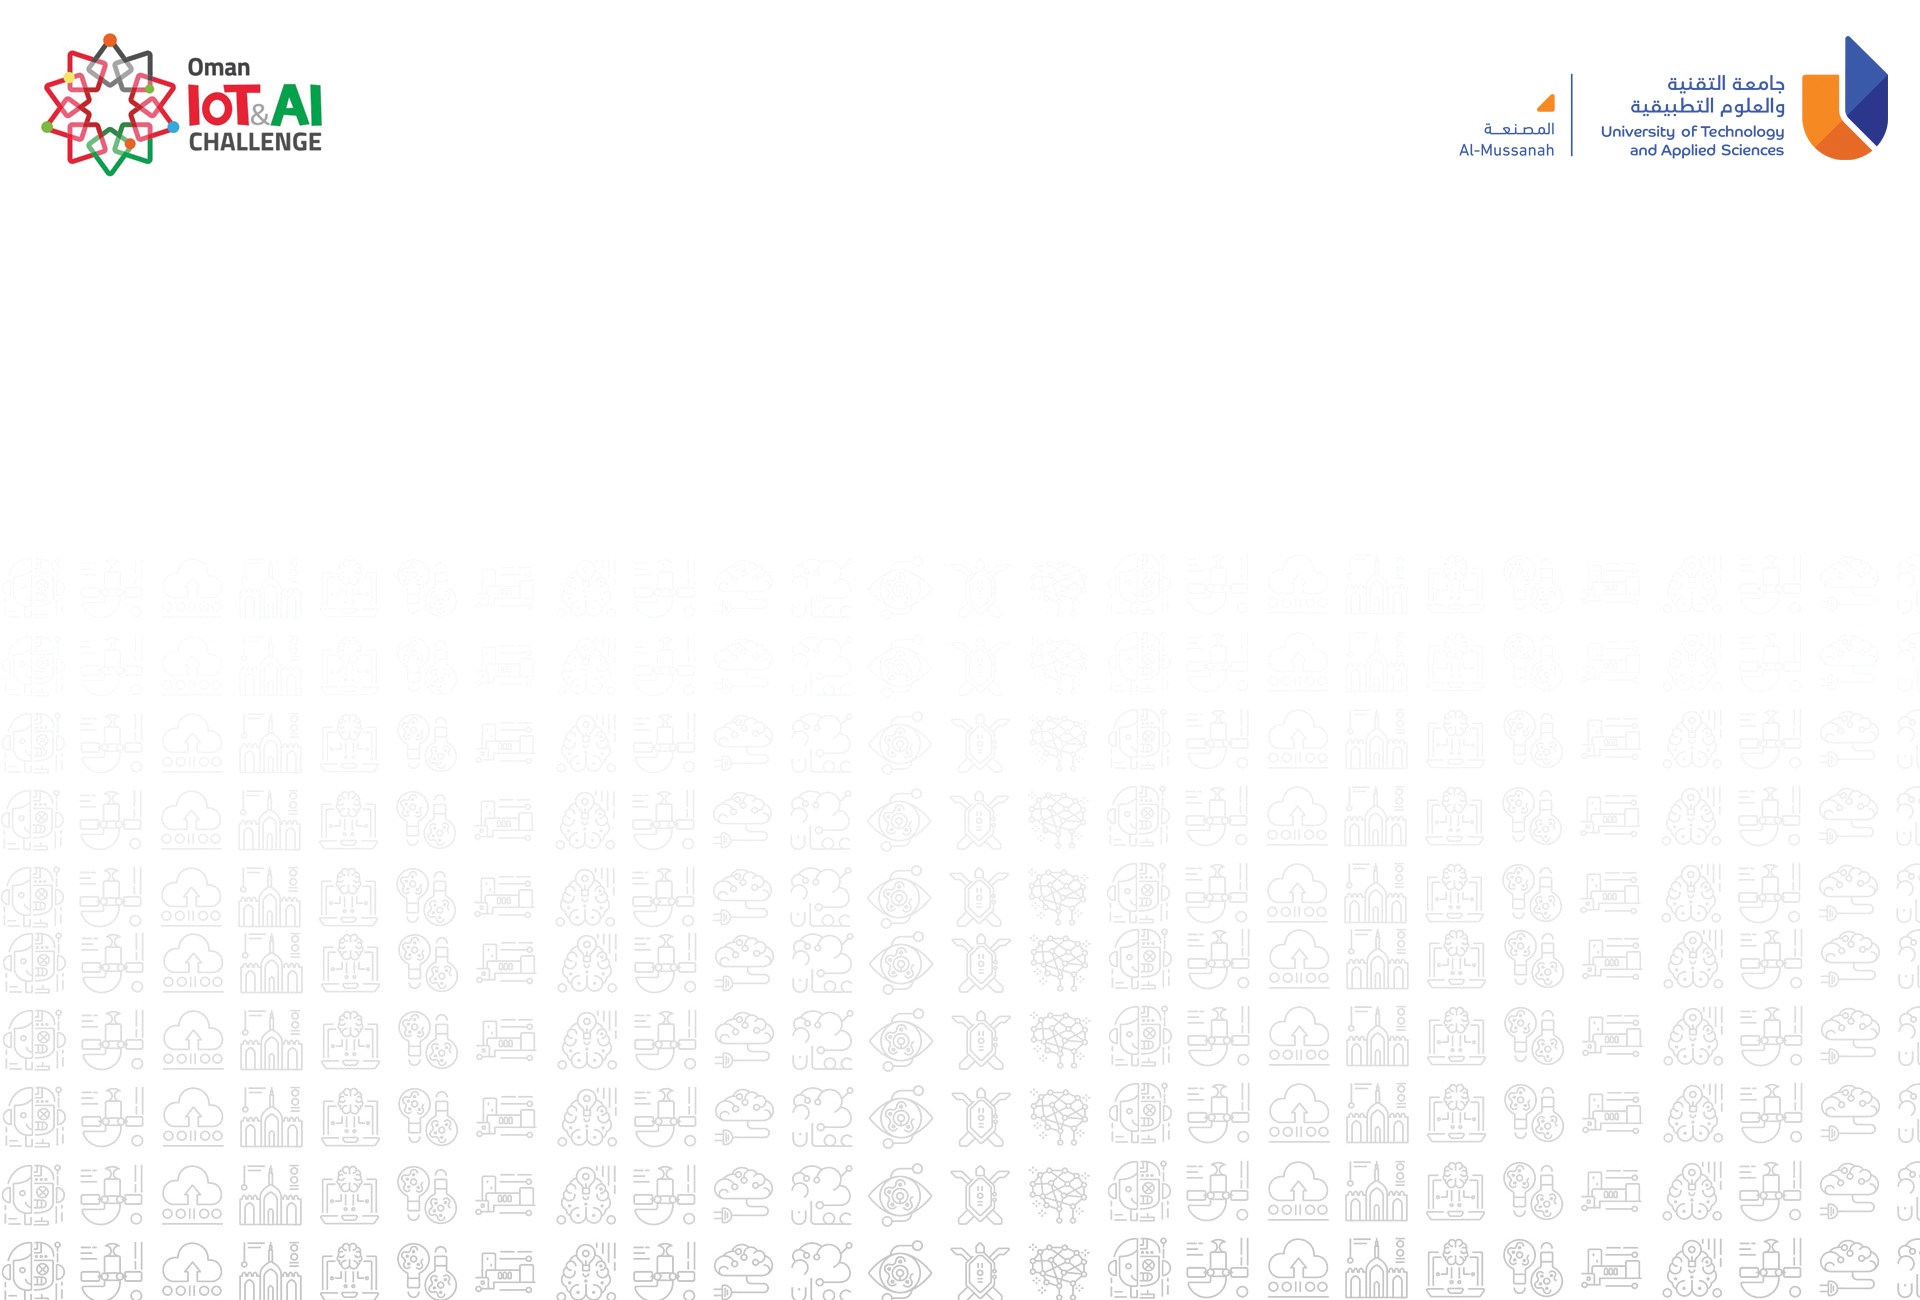 Oman
IoT&AI
CHALLENGE
المصنعة
Al-Mussanah
جامعة التقنية
والعلوم التطبيقية
University of Technology
and Applied Sciences